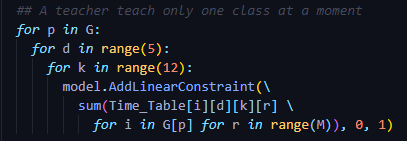 ## A teacher teach only one class at a moment
for p in G:
  for d in range(5):
    for k in range(12):
      model.AddLinearConstraint(\
        sum(Time_Table[i][d][k][r] \
          for i in G[p] for r in range(M)), 0, 1)